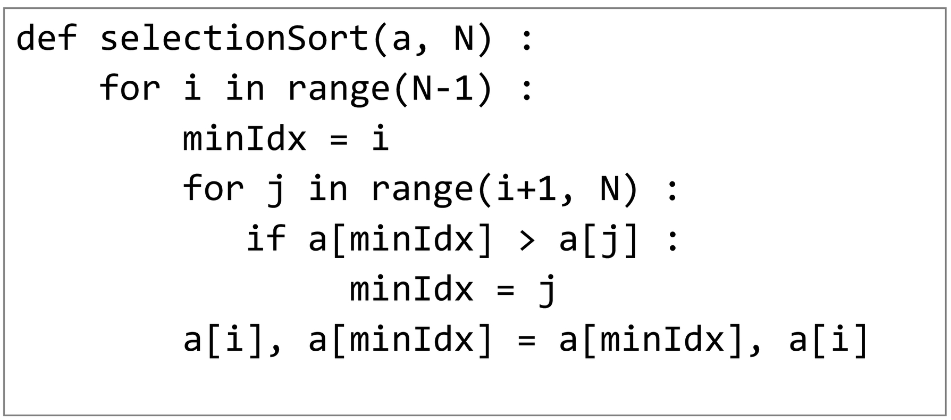 def selectionSort(a, N) :
    for i in range(N-1) :
        minIdx = i
        for j in range(i+1, N) :
           if a[minIdx] > a[j] :
                minIdx = j
        a[i], a[minIdx] = a[minIdx], a[i]